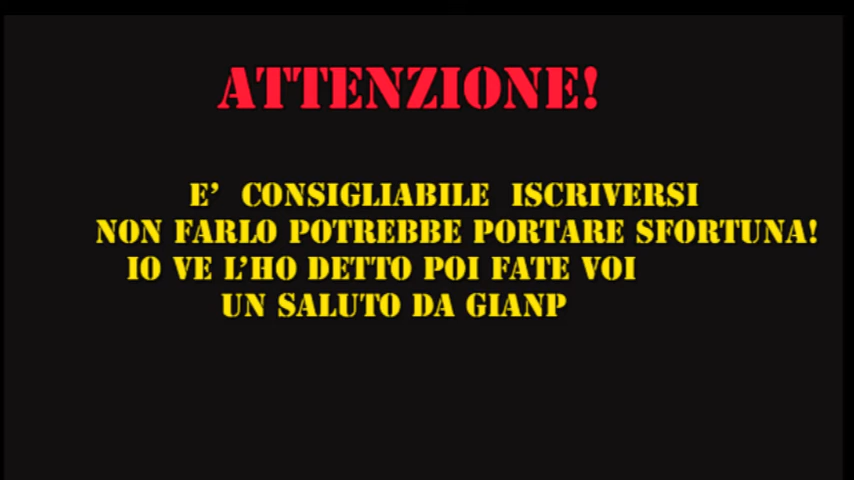 ATTENZIONE!
E' CONSIGLIABILE ISCRIVERSI
NON FARLO POTREBBE PORTARE SFORTUNA!
IO VE L'HO DETTO POI FATE VOI
UN SALUTO DA GIANP